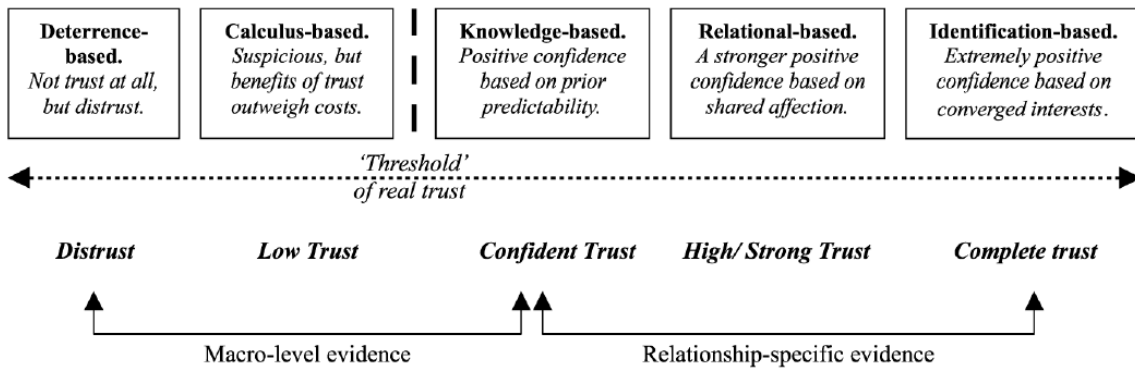 Deterrence-
based.
Not trust at all,
but distrust.
Calculus-based.
Suspicious, but
benefits of trust
outweigh costs.
Knowledge-based.
Positive confidence
based on prior
predictability.
Relational-based.
A stronger positive
confidence based on
shared affection.
Identification-based.
Extremely positive
confidence based on
converged interests.
'Threshold'
of real trust
Distrust
Low Trust
Confident Trust
High/ Strong Trust
Complete trust
Macro-level evidence
Relationship-specific evidence